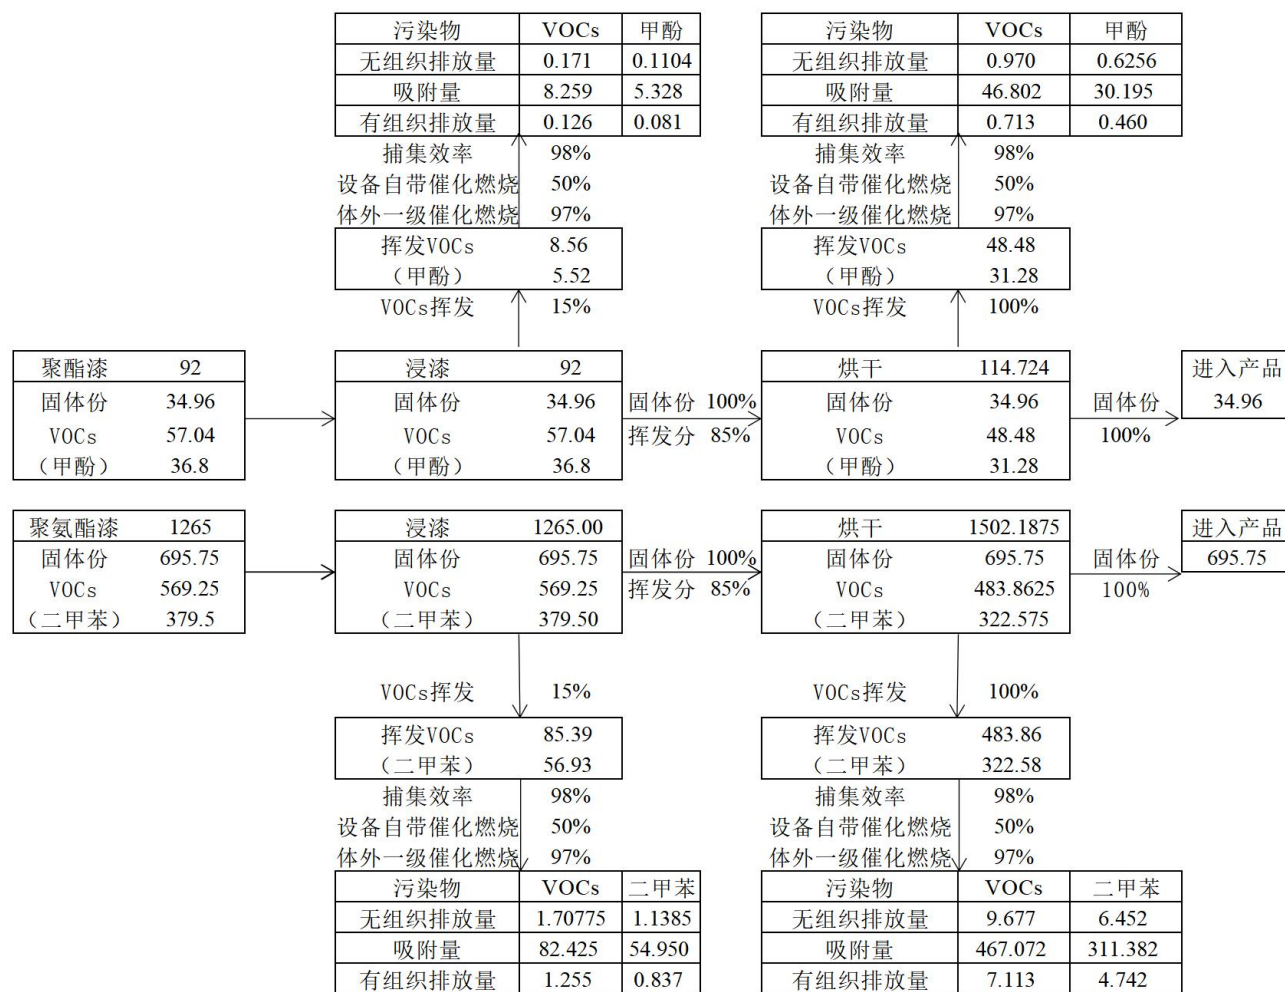 污染物 VOCs 甲酚 污染物 VOCs 甲酚
无组织排放量 0.171 0.1104 无组织排放量 0.970 0.6256
吸附量 8.259 5.328 吸附量 46.802 30.195
有组织排放量 0.126 0.081 有组织排放量 0.713 0.460
捕集效率 98% 捕集效率 98%
设备自带催化燃烧 50% 设备自带催化燃烧 50%
体外一级催化燃烧 97% 体外一级催化燃烧 97%
挥发VOCs 8.56 挥发VOCs 48.48
（甲酚） 5.52 （甲酚） 31.28
VOCs挥发 15% VOCs挥发 100%
聚酯漆 92 浸漆 92 烘干 114.724 进入产品
固体份 34.96 固体份 34.96 固体份 100% 固体份 34.96 固体份 34.96
VOCs 57.04 VOCs 57.04 挥发分 85% VOCs 48.48 100%
（甲酚） 36.8 （甲酚） 36.8 （甲酚） 31.28
聚氨酯漆 1265 浸漆 1265.00 烘干 1502.1875 进入产品
固体份 695.75 固体份 695.75 固体份 100% 固体份 695.75 固体份 695.75
VOCs 569.25 VOCs 569.25 挥发分 85% VOCs 483.8625 100%
（二甲苯） 379.5 （二甲苯） 379.50 （二甲苯） 322.575
VOCs挥发 15% VOCs挥发 100%
挥发VOCs 85.39 挥发VOCs 483.86
（二甲苯） 56.93 （二甲苯） 322.58
捕集效率 98% 捕集效率 98%
设备自带催化燃烧 50% 设备自带催化燃烧 50%
体外一级催化燃烧 97% 体外一级催化燃烧 97%
污染物 VOCs 二甲苯 污染物 VOCs 二甲苯
无组织排放量 1.70775 1.1385 无组织排放量 9.677 6.452
吸附量 82.425 54.950 吸附量 467.072 311.382
有组织排放量 1.255 0.837 有组织排放量 7.113 4.742